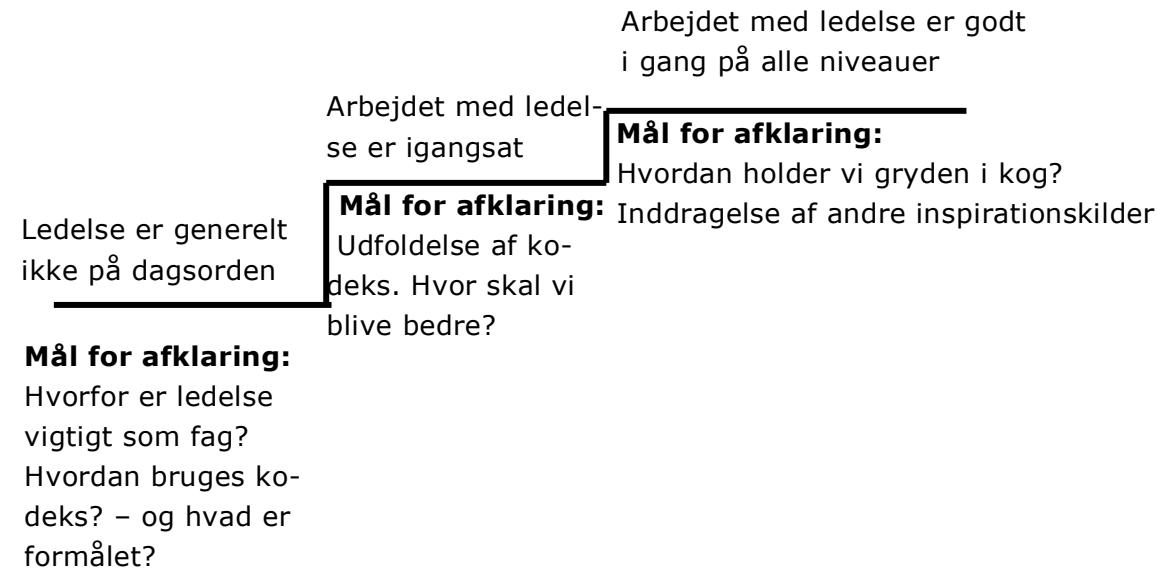 Ledelse er generelt
ikke på dagsorden
Mål for afklaring:
Hvorfor er ledelse
vigtigt som fag?
Hvordan bruges ko-
deks? – og hvad er
formålet?
Arbejdet med ledel-
se er igangsat
Mål for afklaring:
Udfoldelse af ko-
deks. Hvor skal vi
blive bedre?
Arbejdet med ledelse er godt
i gang på alle niveauer
Mål for afklaring:
Hvordan holder vi gryden i kog?
Inddragelse af andre inspirationskilder